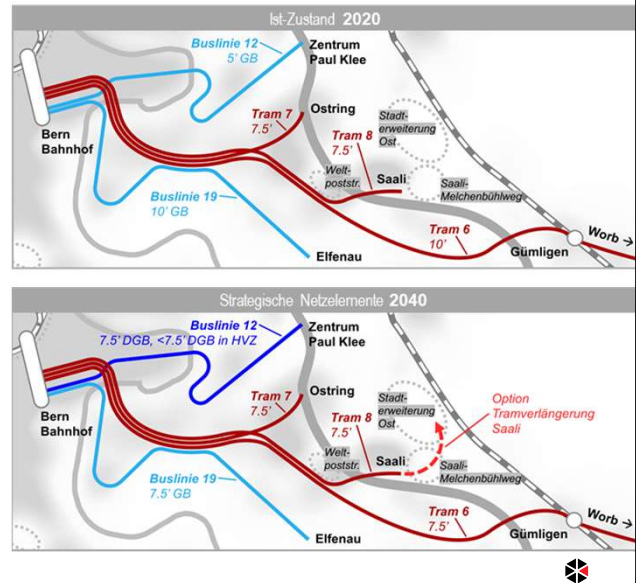 Ist-Zustand 2020
Buslinie 12
5' GB
Zentrum
Paul Klee
Tram 7
7.5'
Ostring
Bern
Bahnhof
Tram 8
7.5'
Stadt-
erweiterung
Ost
Welt-
poststr.
Saali
Saali-
Melchenbühlweg
Buslinie 19
10' GB
Elfenau
Tram 6
10'
Gümligen
Worb →
Strategische Netzelemente 2040
Buslinie 12
7.5' DGB, <7.5' DGB in HVZ
Zentrum
Paul Klee
Tram 7
7.5'
Ostring
Bern
Bahnhof
Tram 8
7.5'
Stadt-
erweiterung
Ost
Option
Tramverlängerung
Saali
Welt-
poststr.
Saali
Saali-
Melchenbühlweg
Buslinie 19
7.5' GB
Elfenau
Tram 6
7.5'
Gümligen
Worb →